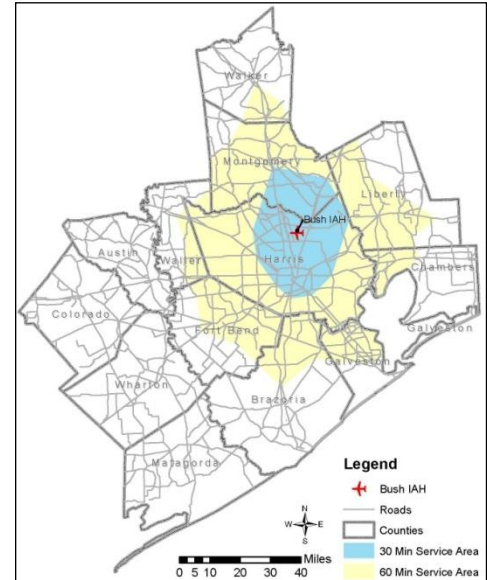 Walker
Montgomery
Liberty
Bush IAH
Austin
Waller
Harris
Chambers
Colorado
Fort Bend
Galveston
Galveston
Wharton
Brazoria
Matagorda
Legend
Bush IAH
Roads
Counties
30 Min Service Area
60 Min Service Area
N
W E
S
Miles
0 5 10 20 30 40